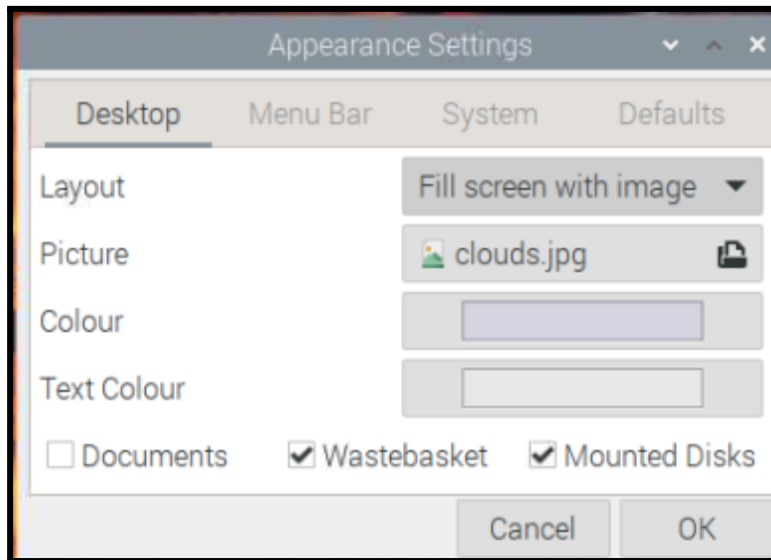 Appearance Settings
Desktop Menu Bar System Defaults
Layout Fill screen with image
Picture clouds.jpg
Colour
Text Colour
Documents Wastebasket Mounted Disks
Cancel OK